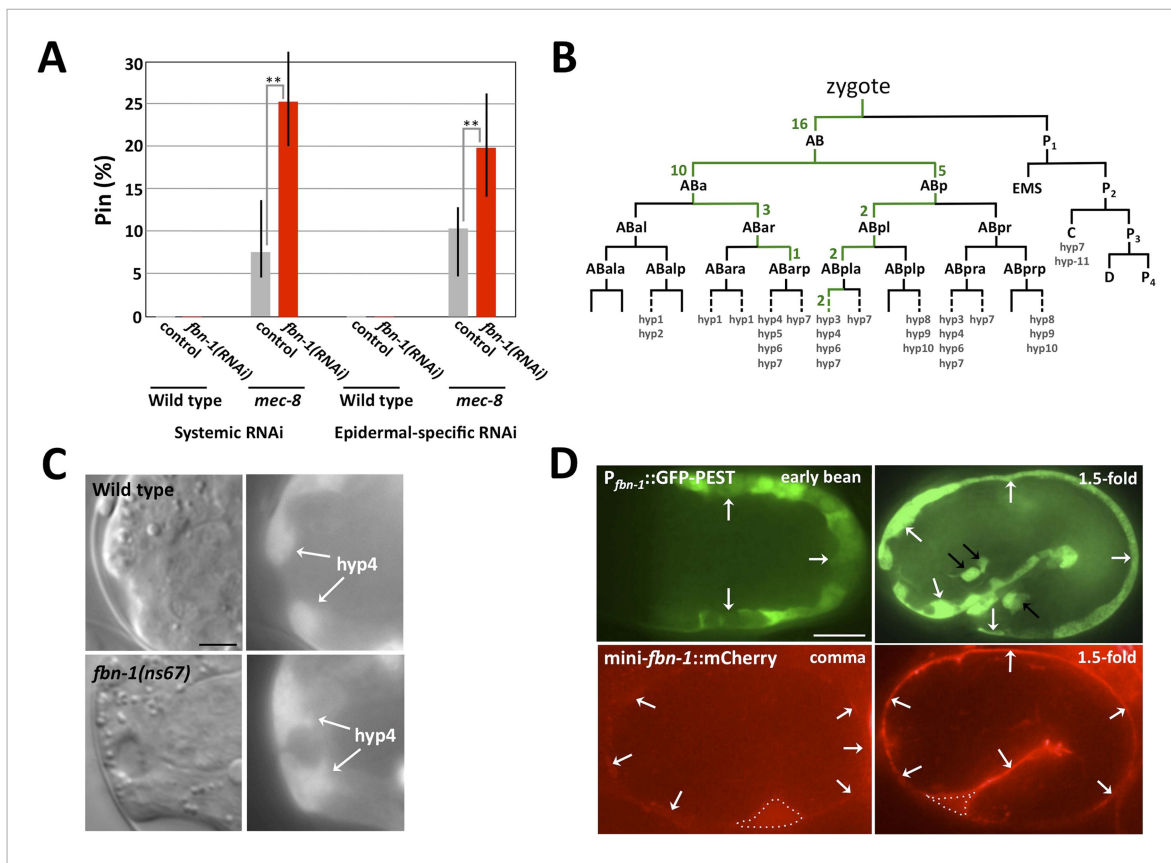 A
Pin (%)
30
25
20
15
10
5
0
** **
control fbn-1(RNAi) control fbn-1(RNAi) control fbn-1(RNAi) control fbn-1(RNAi)
Wild type mec-8 Wild type mec-8
Systemic RNAi Epidermal-specific RNAi
B
zygote
16
AB P1
10 5
ABa ABp EMS P2
3 2
ABal ABar ABpl ABpr C P3
hyp7
hyp-11
1 2
ABala ABalp ABara ABarp ABpla ABplp ABpra ABprp D P4
2
hyp1 hyp1 hyp1 hyp4 hyp7 hyp3 hyp7 hyp8 hyp3 hyp7 hyp8
hyp2 hyp5 hyp4 hyp9 hyp4 hyp9
hyp6 hyp6 hyp10 hyp6 hyp10
hyp7 hyp7 hyp7
C
Wild type
hyp4
fbn-1(ns67)
hyp4
D
Pfbn-1::GFP-PEST early bean
1.5-fold
mini-fbn-1::mCherry comma
1.5-fold